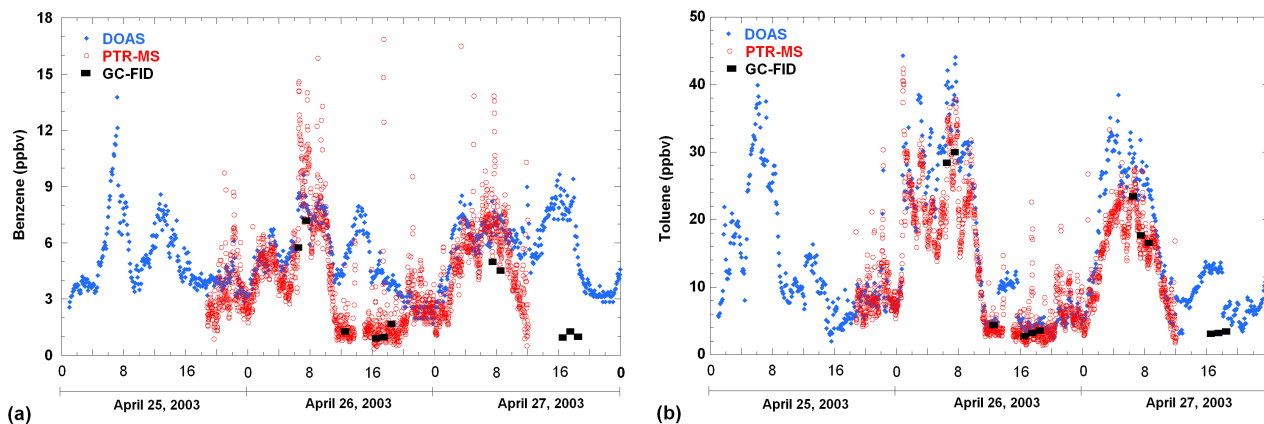 18
15
12
9
6
3
0
Benzene (ppbv)
DOAS
PTR-MS
GC-FID
0 8 16 0 8 16 0 8 16 0
April 25, 2003 April 26, 2003 April 27, 2003
(a)
50
40
30
20
10
0
Toluene (ppbv)
DOAS
PTR-MS
GC-FID
0 8 16 0 8 16 0 8 16
April 25, 2003 April 26, 2003 April 27, 2003
(b)